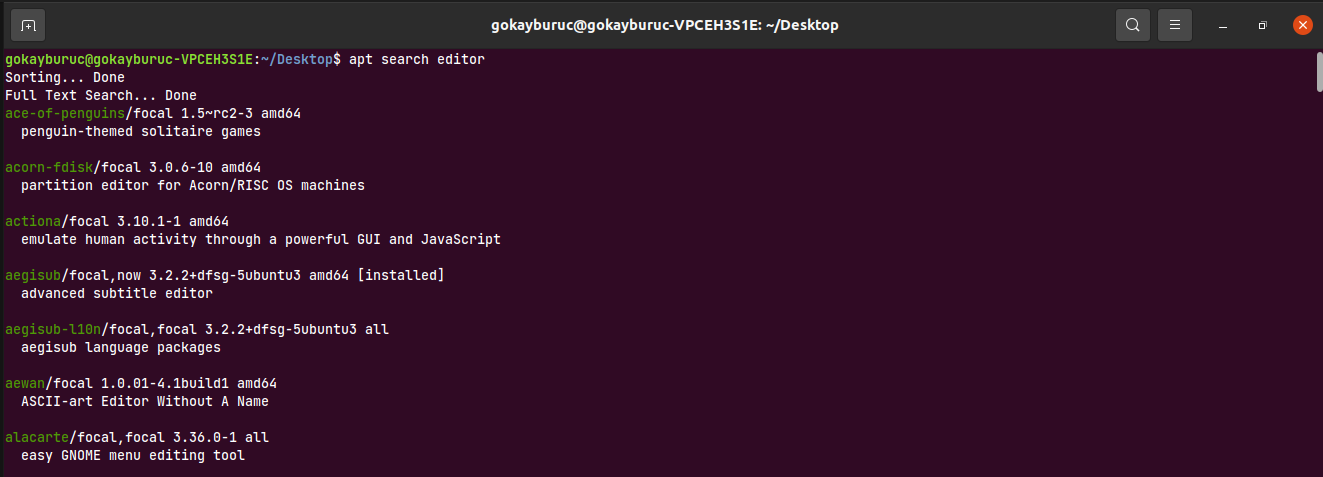 gokayburuc@gokayburuc-VPCEH3S1E: ~/Desktop
gokayburuc@gokayburuc-VPCEH3S1E:~/Desktop$ apt search editor
Sorting... Done
Full Text Search... Done
ace-of-penguins/focal 1.5~rc2-3 amd64
  penguin-themed solitaire games
acorn-fdisk/focal 3.0.6-10 amd64
  partition editor for Acorn/RISC OS machines
actiona/focal 3.10.1-1 amd64
  emulate human activity through a powerful GUI and JavaScript
aegisub/focal,now 3.2.2+dfsg-5ubuntu3 amd64 [installed]
  advanced subtitle editor
aegisub-l10n/focal,focal 3.2.2+dfsg-5ubuntu3 all
  aegisub language packages
aewan/focal 1.0.01-4.1build1 amd64
  ASCII-art Editor Without A Name
alacarte/focal,focal 3.36.0-1 all
  easy GNOME menu editing tool